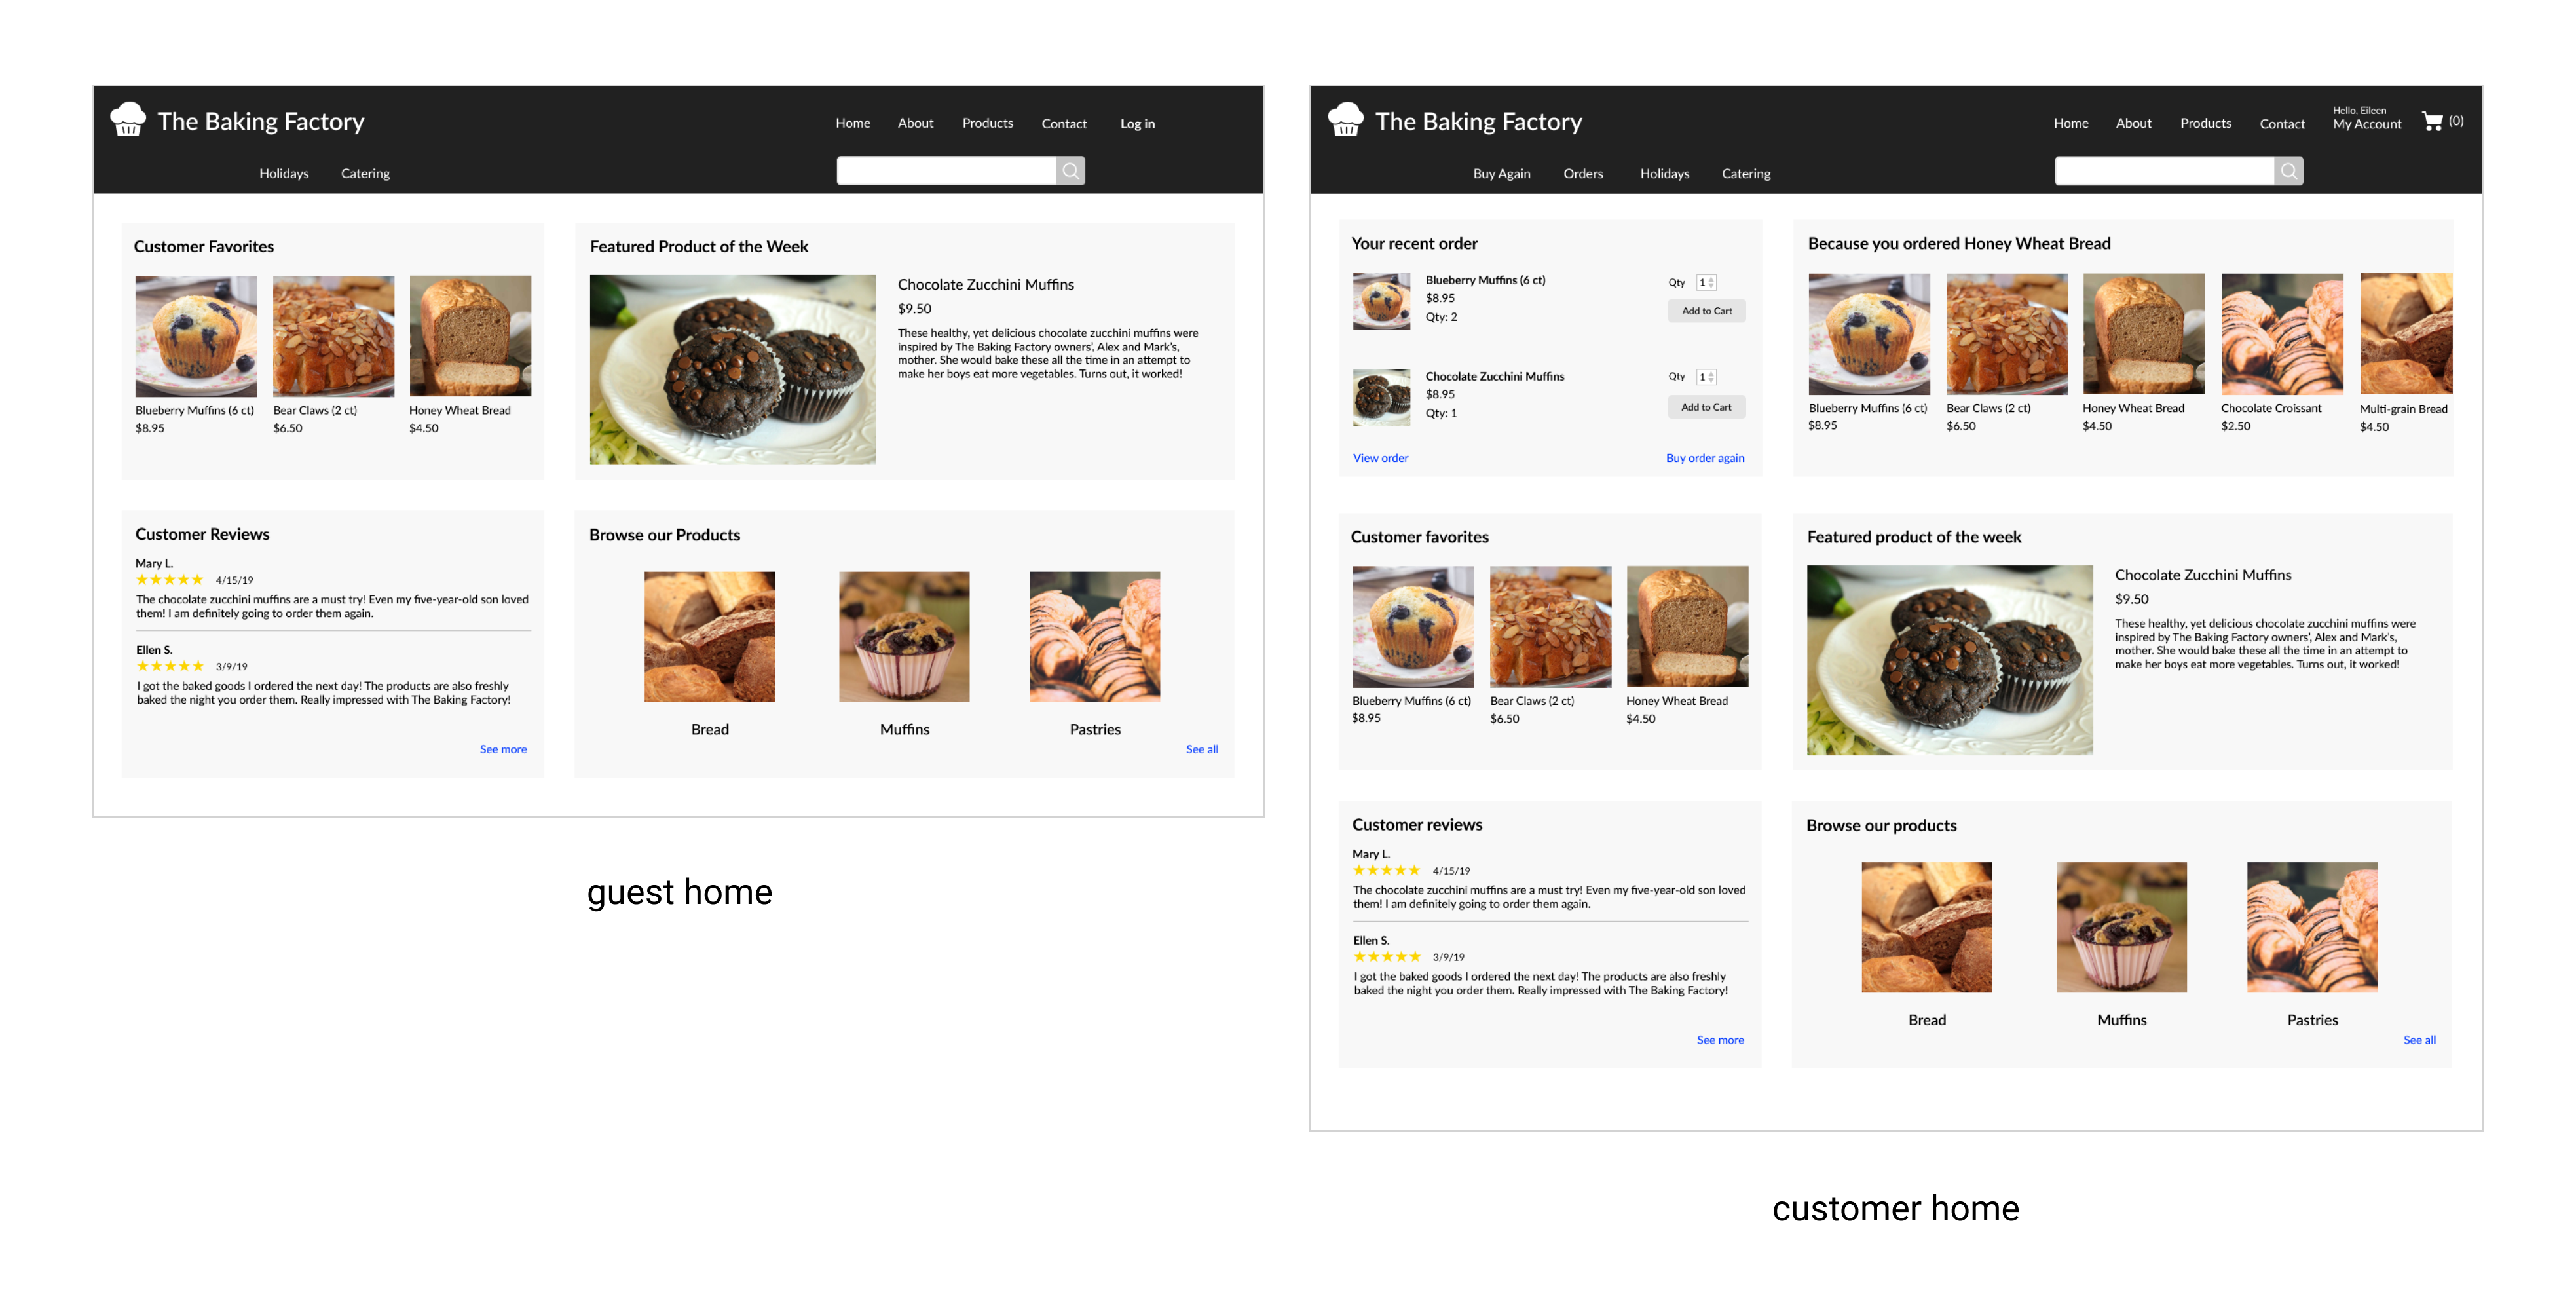 The Baking Factory
Home About Products Contact Log in
Holidays Catering
Customer Favorites
Blueberry Muffins (6 ct) Bear Claws (2 ct) Honey Wheat Bread
$8.95 $6.50 $4.50
Featured Product of the Week
Chocolate Zucchini Muffins
$9.50
These healthy, yet delicious chocolate zucchini muffins were
inspired by The Baking Factory owners', Alex and Mark's,
mother. She would bake these all the time in an attempt to
make her boys eat more vegetables. Turns out, it worked!
Customer Reviews
Mary L.
4/15/19
The chocolate zucchini muffins are a must try! Even my five-year-old son loved
them! I am definitely going to order them again.
Ellen S.
3/9/19
I got the baked goods I ordered the next day! The products are also freshly
baked the night you order them. Really impressed with The Baking Factory!
See more
Browse our Products
Bread Muffins Pastries
See all
guest home
The Baking Factory
Home About Products Contact
Hello, Eileen
My Account
(0)
Buy Again Orders Holidays Catering
Your recent order
Blueberry Muffins (6 ct)
$8.95
Qty: 2
Qty 1
Add to Cart
Chocolate Zucchini Muffins
$8.95
Qty: 1
Qty 1
Add to Cart
View order Buy order again
Because you ordered Honey Wheat Bread
Blueberry Muffins (6 ct) Bear Claws (2 ct) Honey Wheat Bread Chocolate Croissant Multi-grain Bread
$8.95 $6.50 $4.50 $2.50 $4.50
Customer favorites
Blueberry Muffins (6 ct) Bear Claws (2 ct) Honey Wheat Bread
$8.95 $6.50 $4.50
Featured product of the week
Chocolate Zucchini Muffins
$9.50
These healthy, yet delicious chocolate zucchini muffins were
inspired by The Baking Factory owners', Alex and Mark's,
mother. She would bake these all the time in an attempt to
make her boys eat more vegetables. Turns out, it worked!
Customer reviews
Mary L.
4/15/19
The chocolate zucchini muffins are a must try! Even my five-year-old son loved
them! I am definitely going to order them again.
Ellen S.
3/9/19
I got the baked goods I ordered the next day! The products are also freshly
baked the night you order them. Really impressed with The Baking Factory!
See more
Browse our products
Bread Muffins Pastries
See all
customer home